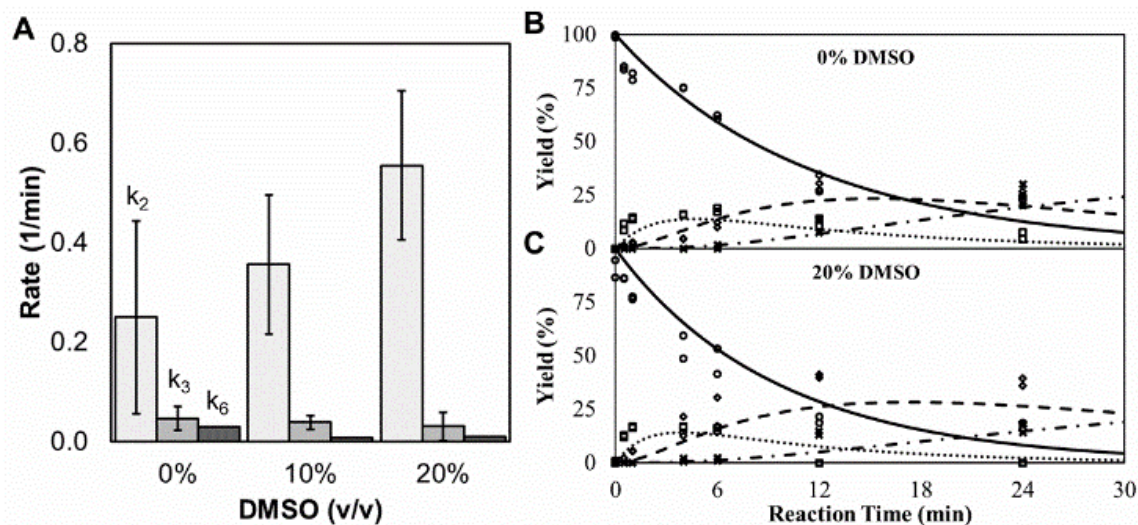 A
Rate (1/min)
0.8
0.6
0.4
0.2
0.0
k2
k3
k6
0%
10%
20%
DMSO (v/v)
B
0% DMSO
Yield (%)
100
75
50
25
0
C
20% DMSO
Yield (%)
75
50
25
0
0
6
12
18
24
30
Reaction Time (min)